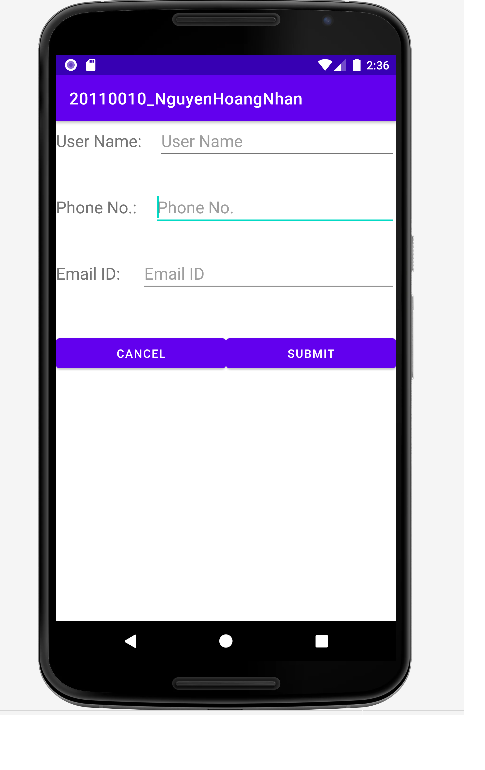 2:36
20110010_NguyenHoangNhan
User Name: User Name
Phone No.: Phone No.
Email ID: Email ID
CANCEL SUBMIT